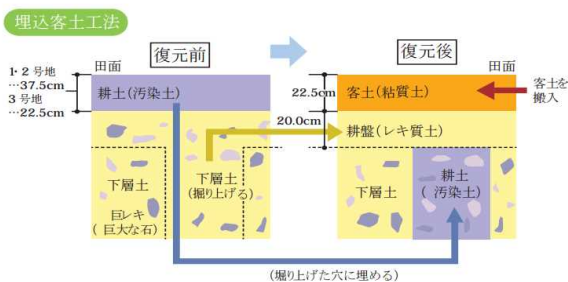 埋込客土工法
復元前
復元後
田面
田面
1・2号地
…37.5cm
3号地
…22.5cm
耕土(汚染土)
22.5cm
客土(粘質土)
客土を
搬入
20.0cm
耕盤(レキ質土)
下層土
巨レキ
(巨大な石)
下層土
(掘り上げる)
下層土
耕土
(汚染土)
(堀り上げた穴に埋める)